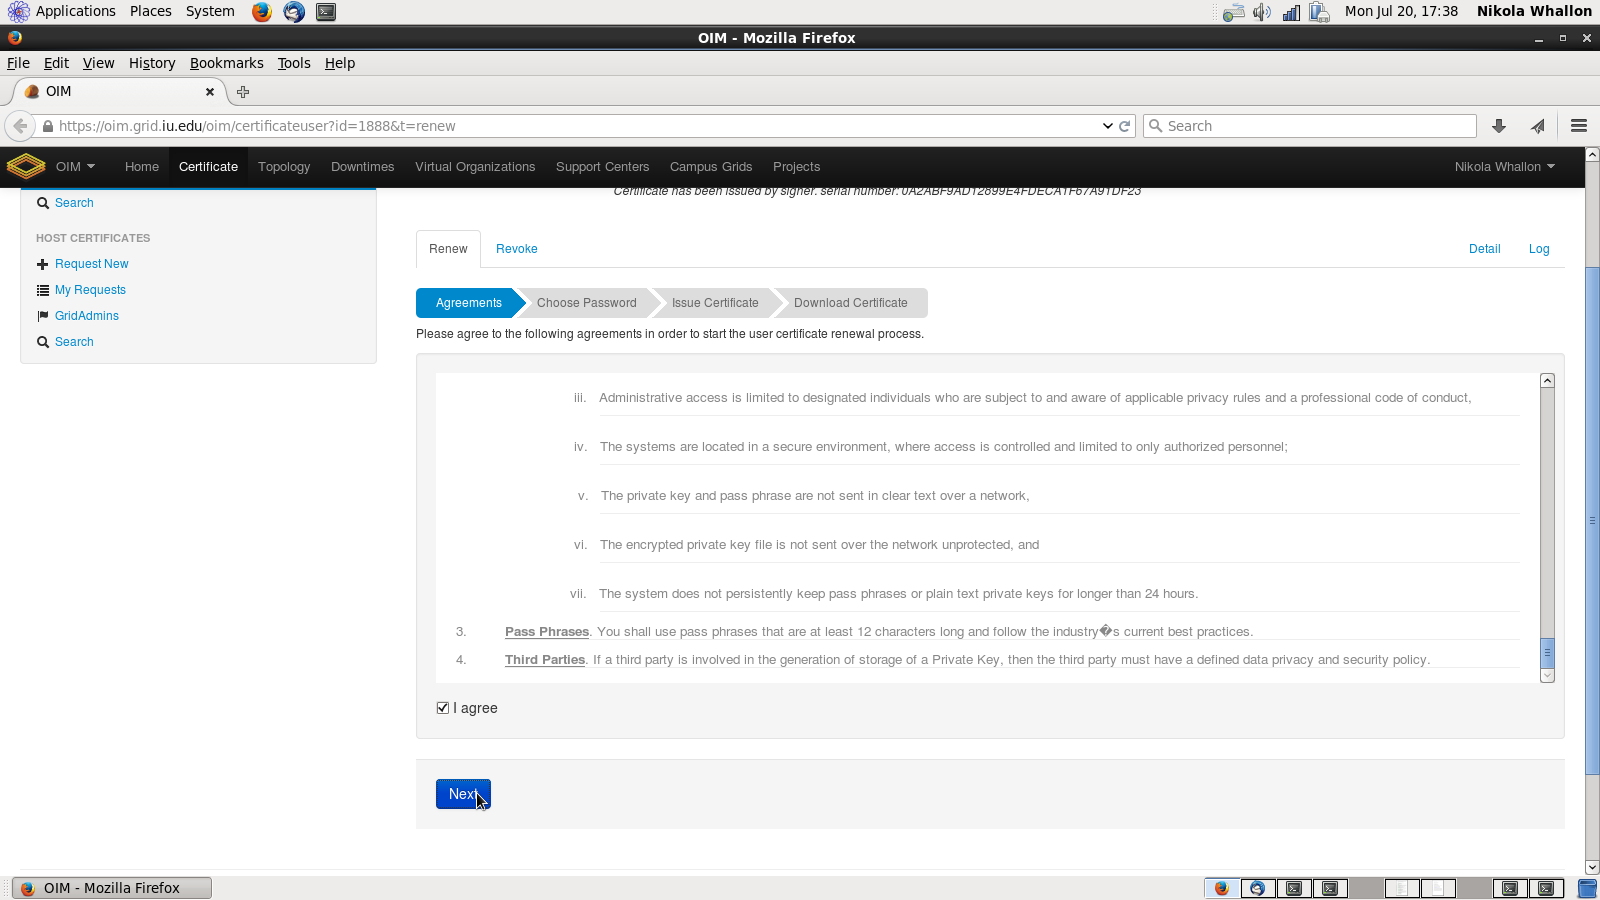 Applications Places System
Mon Jul 20, 17:38 Nikola Whallon
OIM - Mozilla Firefox
File Edit View History Bookmarks Tools Help
OIM
https://oim.grid.iu.edu/oim/certificateuser?id=1888&t=renew
Search
OIM Home Certificate Topology Downtimes Virtual Organizations Support Centers Campus Grids Projects Nikola Whallon
Certificate has been issued by signer. serial number: 0A2ABF9AD12899E4FDECA1F67A91DF23
Search
HOST CERTIFICATES
Request New
My Requests
GridAdmins
Search
Renew Revoke Detail Log
Agreements Choose Password Issue Certificate Download Certificate
Please agree to the following agreements in order to start the user certificate renewal process.
iii. Administrative access is limited to designated individuals who are subject to and aware of applicable privacy rules and a professional code of conduct,
iv. The systems are located in a secure environment, where access is controlled and limited to only authorized personnel;
v. The private key and pass phrase are not sent in clear text over a network,
vi. The encrypted private key file is not sent over the network unprotected, and
vii. The system does not persistently keep pass phrases or plain text private keys for longer than 24 hours.
3. Pass Phrases. You shall use pass phrases that are at least 12 characters long and follow the industry�s current best practices.
4. Third Parties. If a third party is involved in the generation of storage of a Private Key, then the third party must have a defined data privacy and security policy.
I agree
Next
OIM - Mozilla Firefox